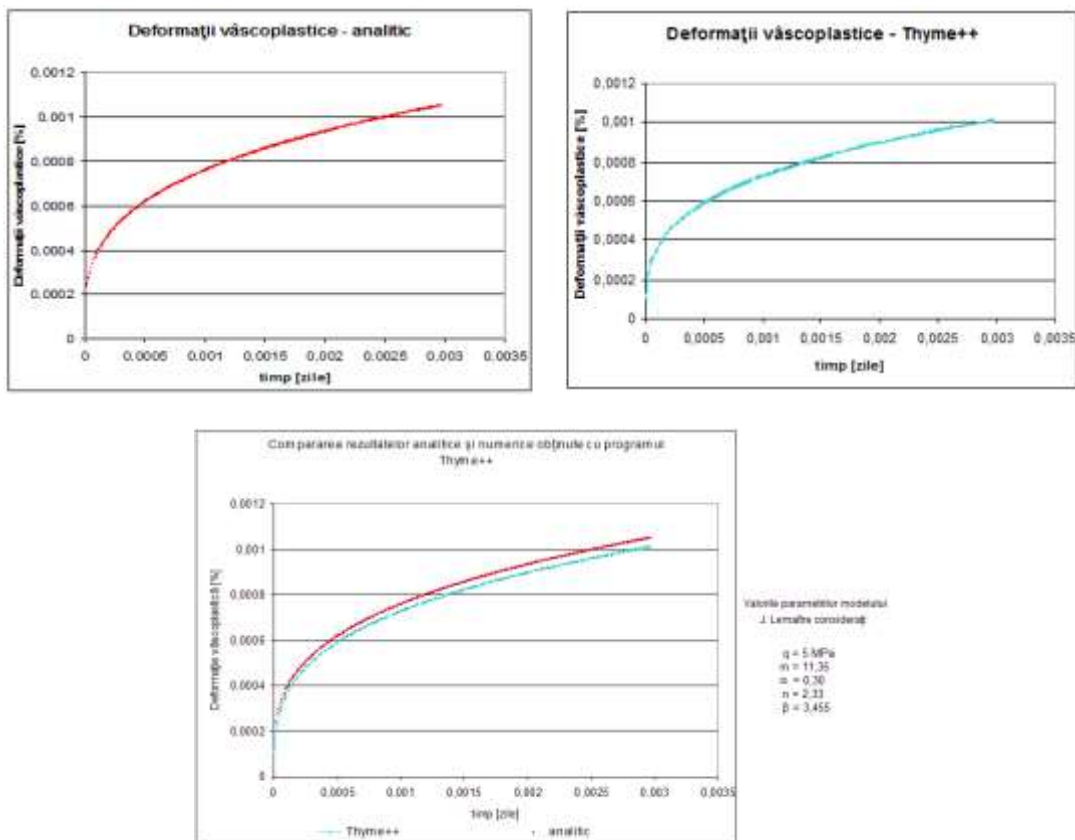 Deformaţii vâscoplastice - analitic
Deformaţii vâscoplastice [%]
0.0012
0.001
0.0008
0.0006
0.0004
0.0002
0
0 0,0005 0,001 0,0015 0,002 0,0025 0,003 0,0035
timp [zile]
Deformaţii vâscoplastice - Thyme++
Deformaţii vâscoplastice [%]
0,0012
0,001
0,0008
0,0006
0,0004
0,0002
0
0 0,0005 0,001 0,0015 0,002 0,0025 0,003 0,0035
timp [zile]
Compararea rezultatelor analitice şi numerice obţinute cu programul
Thyme++
Deformaţie vâscoplastică [%]
0,0012
0,001
0,0008
0,0006
0,0004
0,0002
0
0 0,0005 0,001 0,0015 0,002 0,0025 0,003 0,0035
timp [zile]
Thyme++ analitic
Valorile parametrilor modelului
J. Lemaitre consideraţi
q = 5 MPa
m = 11,35
α = 0,30
n = 2,33
β = 3,455